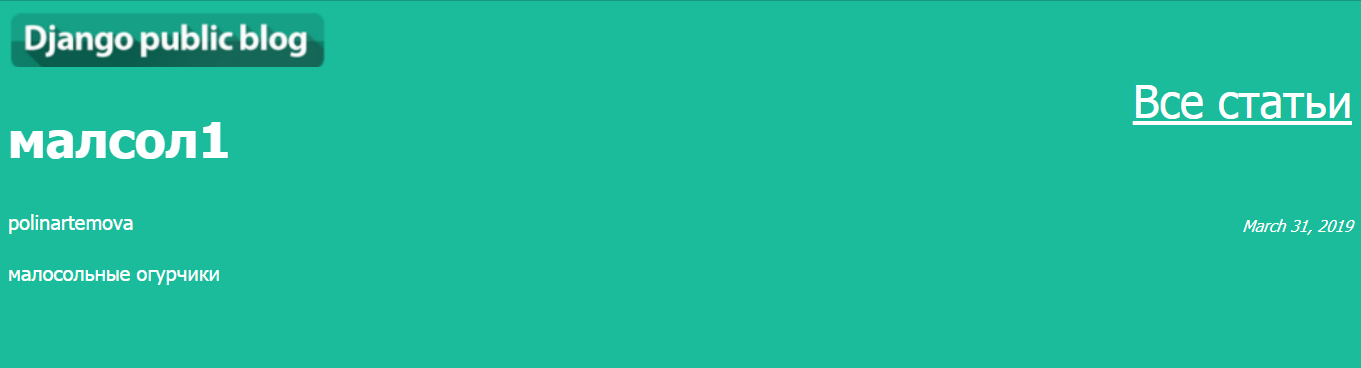 Django public blog
Все статьи
малсол1
polinartemova
March 31, 2019
малосольные огурчики